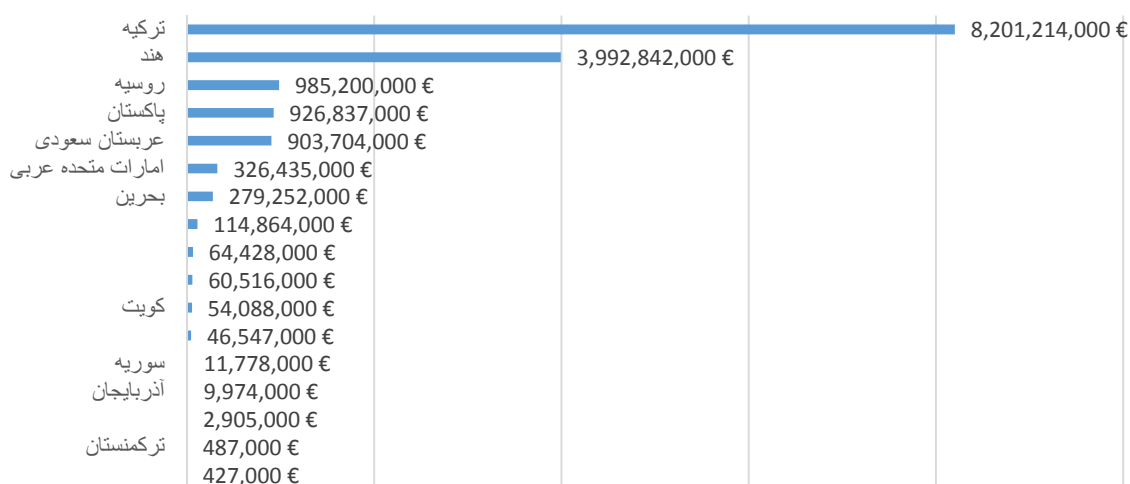 ترکیه 8,201,214,000 €
هند 3,992,842,000 €
روسیه 985,200,000 €
پاکستان 926,837,000 €
عربستان سعودی 903,704,000 €
امارات متحده عربی 326,435,000 €
بحرین 279,252,000 €
114,864,000 €
64,428,000 €
60,516,000 €
کویت 54,088,000 €
46,547,000 €
سوریه 11,778,000 €
آذربایجان 9,974,000 €
2,905,000 €
ترکمنستان 487,000 €
427,000 €